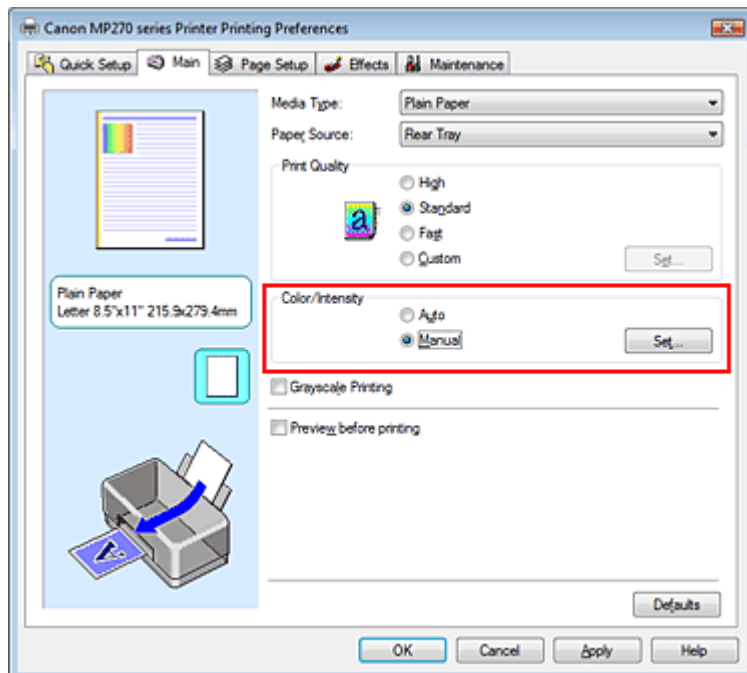 Canon MP270 series Printer Printing Preferences
Quick Setup Main Page Setup Effects Maintenance
Media Type: Plain Paper
Paper Source: Rear Tray
Print Quality
High
a
Standard
Fast
Custom Set...
Plain Paper
Letter 8.5"x11" 215.9x279.4mm
Color/Intensity
Auto
Manual Set...
Grayscale Printing
Preview before printing
A
Defaults
OK Cancel Apply Help